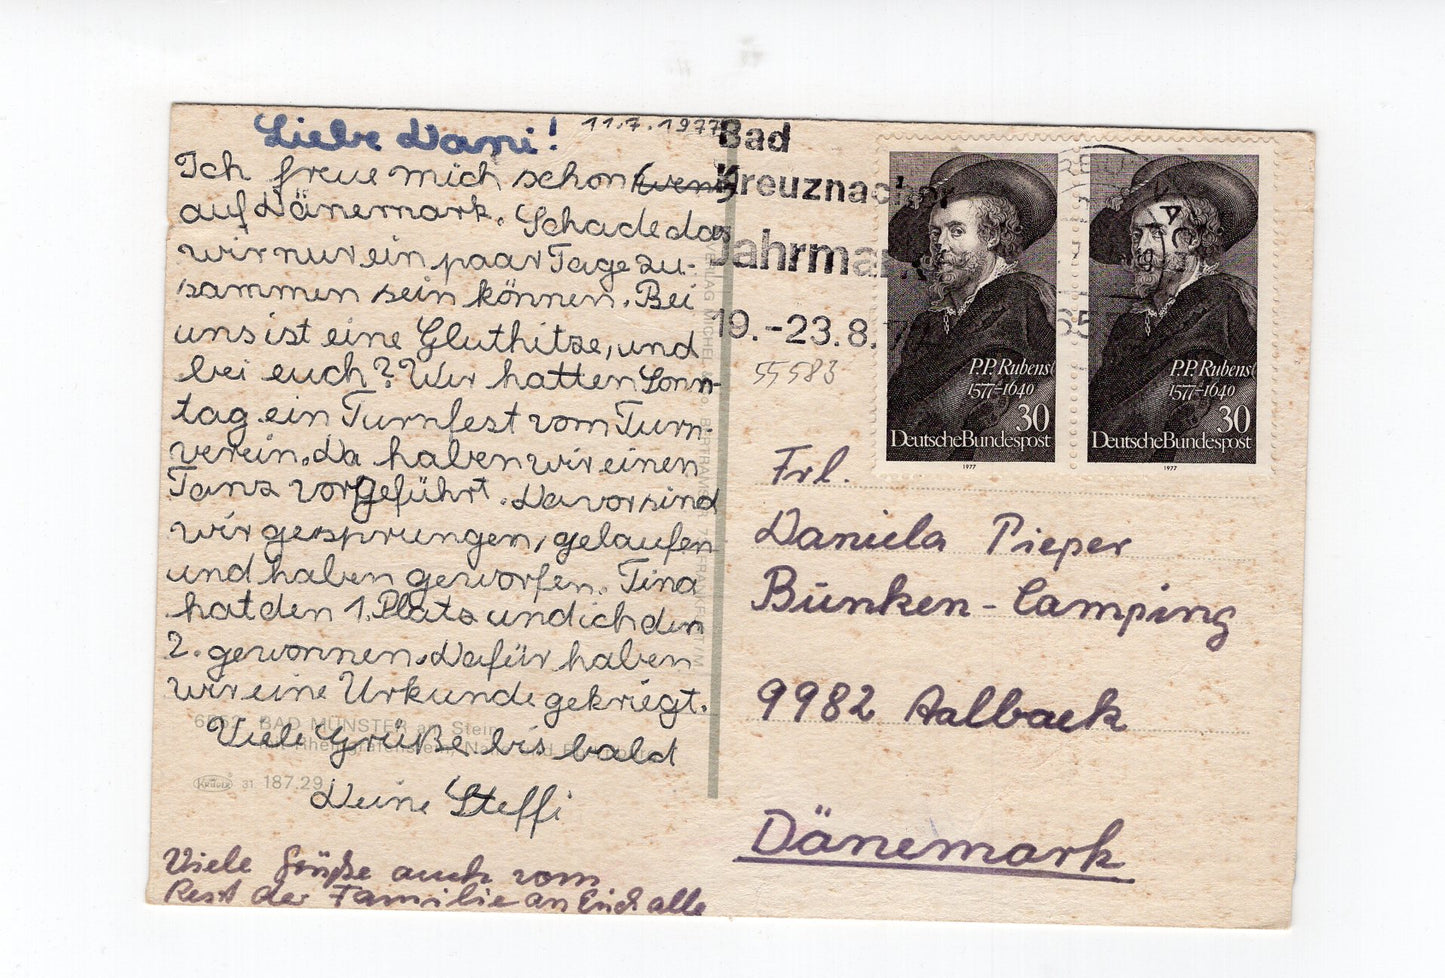 Liebe Dani! 11.7.1977
Ich freue mich schon
auf Dänemark. Schade das
wir nur ein paar Tage zu-
sammen sein können. Bei
uns ist eine Gluthitze, und
bei euch? Wir hatten Sonn-
tag ein Turnfest vom Turn-
verein. Da haben wir einen
Tanz vorgeführt. Davor sind
wir gesprungen, gelaufen
und haben geworfen. Tina
hat den 1. Platz und ich den
2. gewonnen. Dafür haben
wir eine Urkunde gekriegt.
Viele Grüße bis bald
Deine Steffi
Viele Grüße auch vom
Rest der Familie an Euch alle
BAD MÜNSTER am Stein
Krüger 31 187.29
Bad
Kreuznacher
Jahrmarkt
19.-23.8.
55583
P.P. Rubens
1577-1640
30
Deutsche Bundespost
1977
P.P. Rubens
1577-1640
30
Deutsche Bundespost
1977
Frl.
Daniela Pieper
Bunken-Camping
9982 Aalbaek
Dänemark